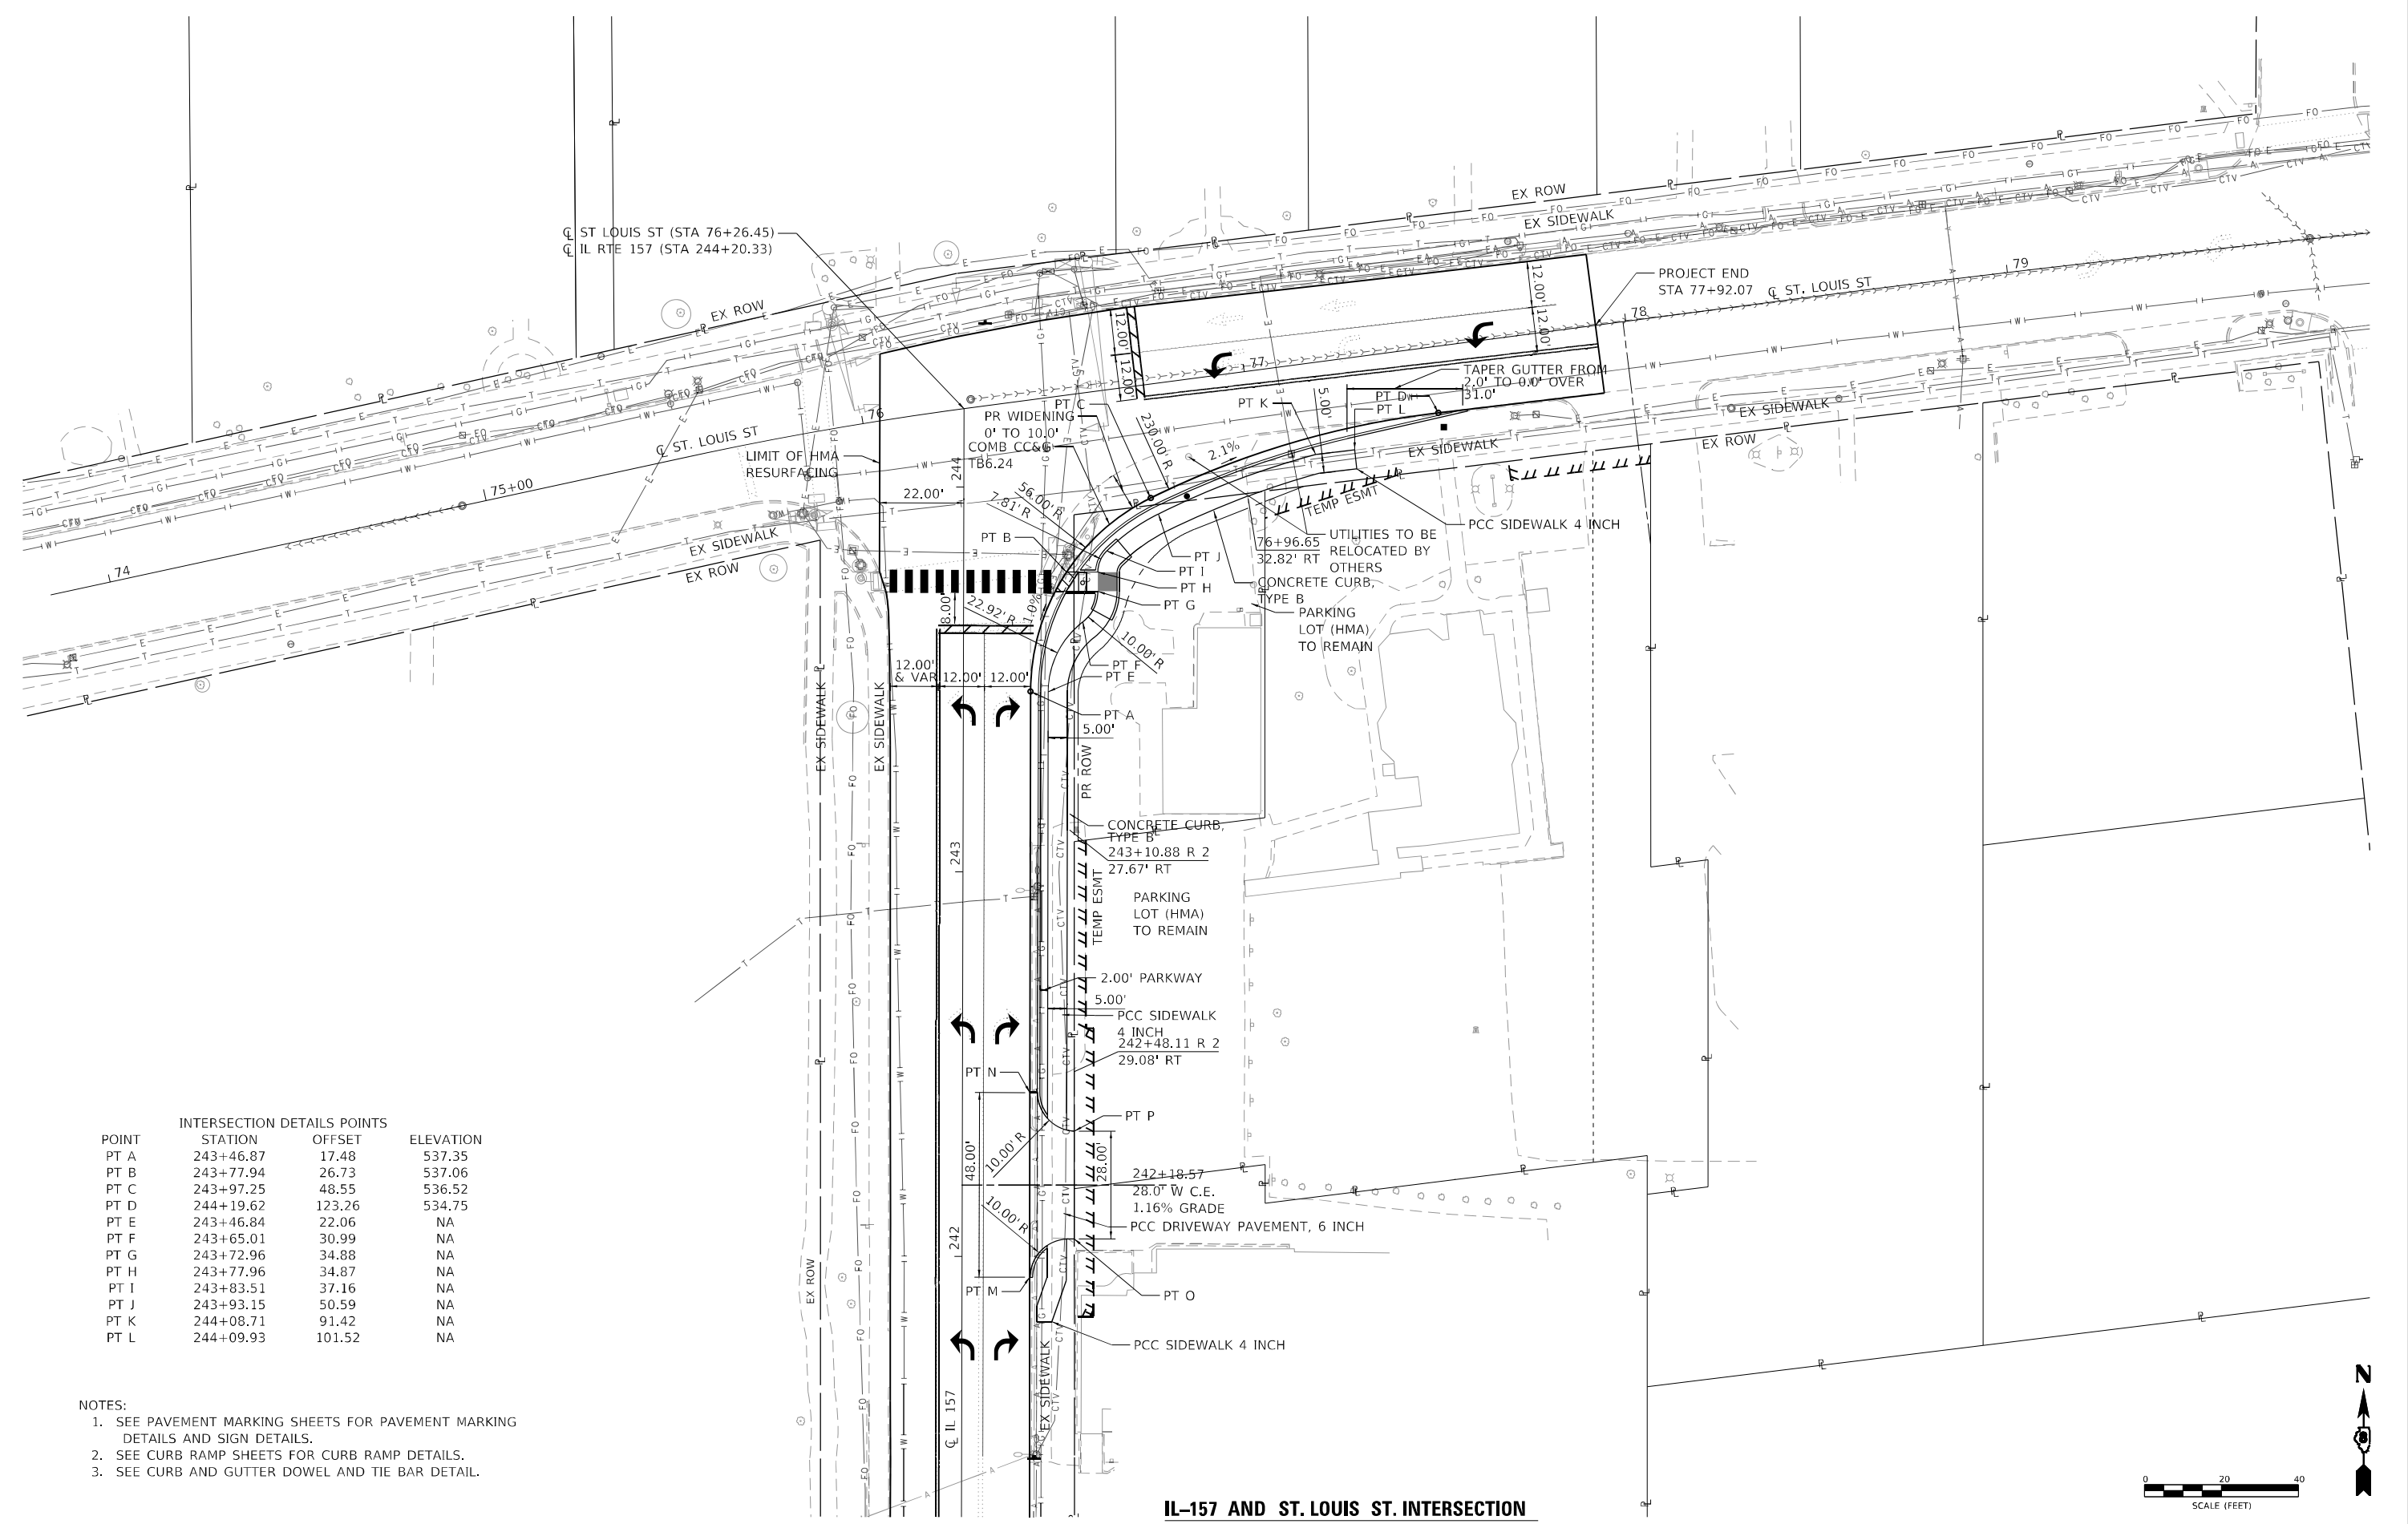 EX ROW
EX SIDEWALK
℄ ST LOUIS ST (STA 76+26.45)
℄ IL RTE 157 (STA 244+20.33)
EX ROW
PROJECT END
STA 77+92.07
℄ ST. LOUIS ST
79
78
77
76
75+00
74
12.00'
12.00'
12.00'
12.00'
TAPER GUTTER FROM
2.0' TO 0.0' OVER
31.0'
PT D
PT L
PT K
5.00'
PT C
PR WIDENING
0' TO 10.0'
COMB CC&G
TB6.24
230.00' R
2.1%
℄ ST. LOUIS ST
LIMIT OF HMA
RESURFACING
244
22.00'
56.00' R
7.81' R
EX SIDEWALK
EX SIDEWALK
EX ROW
TEMP ESMT
PCC SIDEWALK 4 INCH
UTILITIES TO BE
RELOCATED BY
OTHERS
76+96.65
32.82' RT
PT B
PT J
PT I
PT H
PT G
CONCRETE CURB,
TYPE B
PARKING
LOT (HMA)
TO REMAIN
EX SIDEWALK
EX ROW
8.00'
22.92' R
1.0%
10.00' R
PT F
PT E
12.00'
& VAR
12.00'
12.00'
PT A
5.00'
EX SIDEWALK
EX SIDEWALK
PR ROW
CONCRETE CURB,
TYPE B
243+10.88 R 2
27.67' RT
243
TEMP ESMT
PARKING
LOT (HMA)
TO REMAIN
2.00' PARKWAY
5.00'
PCC SIDEWALK
4 INCH
242+48.11 R 2
29.08' RT
PT N
PT P
48.00'
10.00' R
28.00'
242+18.57
28.0' W C.E.
1.16% GRADE
10.00' R
PCC DRIVEWAY PAVEMENT, 6 INCH
242
EX ROW
PT M
PT O
PCC SIDEWALK 4 INCH
EX SIDEWALK
℄ IL 157
INTERSECTION DETAILS POINTS
POINT STATION OFFSET ELEVATION
PT A 243+46.87 17.48 537.35
PT B 243+77.94 26.73 537.06
PT C 243+97.25 48.55 536.52
PT D 244+19.62 123.26 534.75
PT E 243+46.84 22.06 NA
PT F 243+65.01 30.99 NA
PT G 243+72.96 34.88 NA
PT H 243+77.96 34.87 NA
PT I 243+83.51 37.16 NA
PT J 243+93.15 50.59 NA
PT K 244+08.71 91.42 NA
PT L 244+09.93 101.52 NA
NOTES:
1. SEE PAVEMENT MARKING SHEETS FOR PAVEMENT MARKING
DETAILS AND SIGN DETAILS.
2. SEE CURB RAMP SHEETS FOR CURB RAMP DETAILS.
3. SEE CURB AND GUTTER DOWEL AND TIE BAR DETAIL.
N
0 20 40
SCALE (FEET)
IL-157 AND ST. LOUIS ST. INTERSECTION